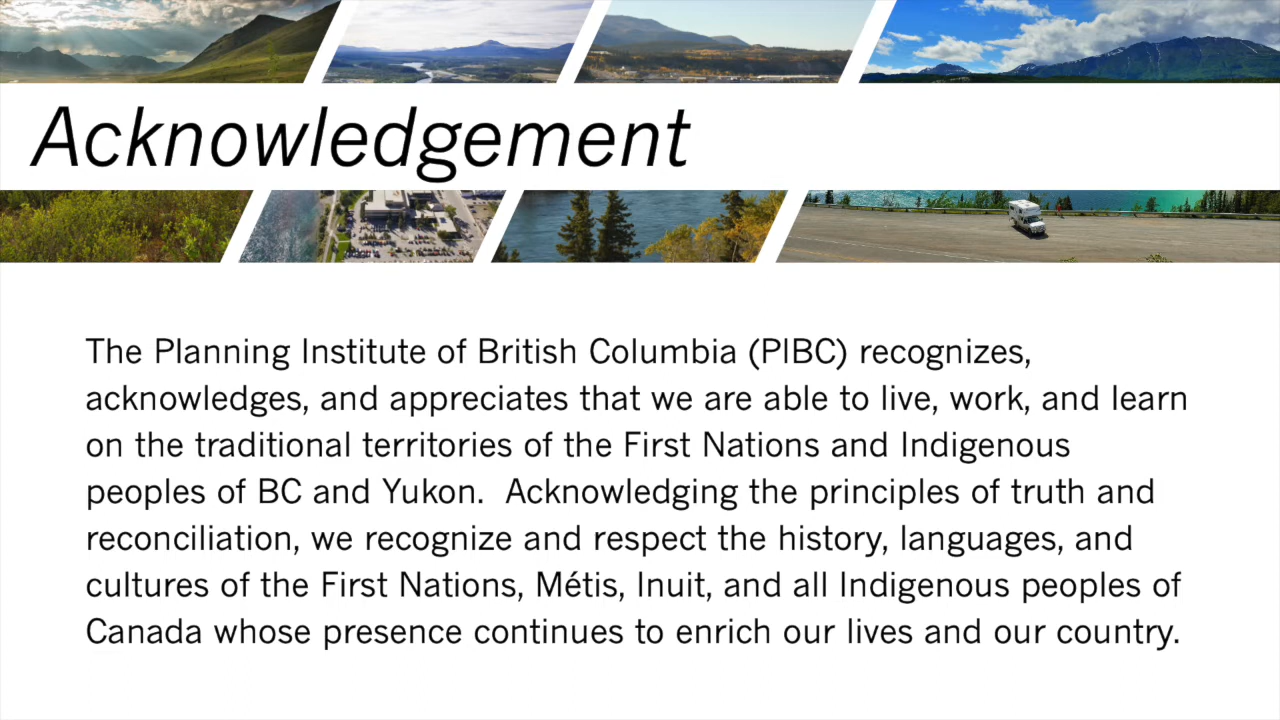 Acknowledgement
The Planning Institute of British Columbia (PIBC) recognizes,
acknowledges, and appreciates that we are able to live, work, and learn
on the traditional territories of the First Nations and Indigenous
peoples of BC and Yukon.  Acknowledging the principles of truth and
reconciliation, we recognize and respect the history, languages, and
cultures of the First Nations, Métis, Inuit, and all Indigenous peoples of
Canada whose presence continues to enrich our lives and our country.